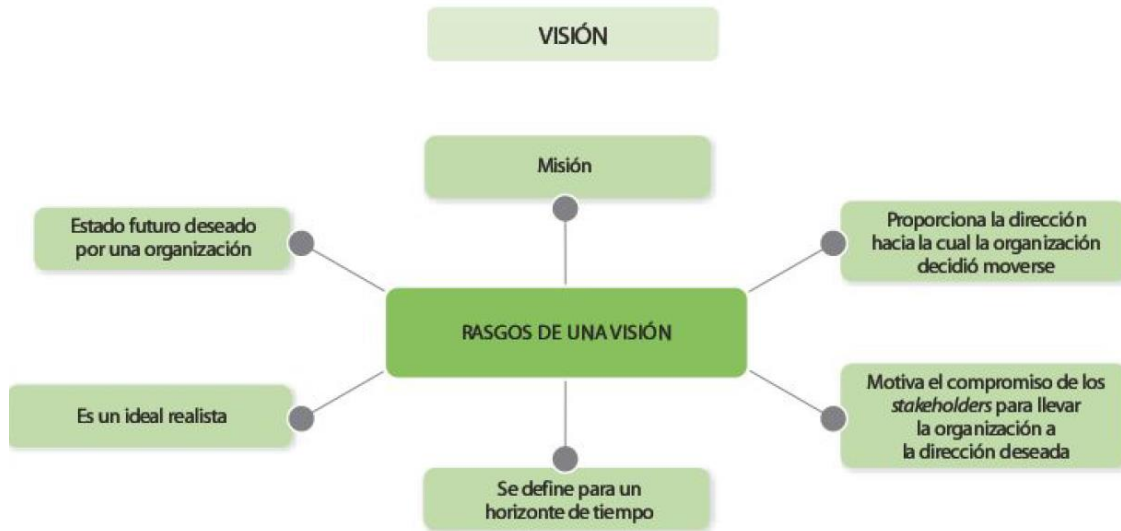 VISIÓN
Misión
Estado futuro deseado
por una organización
Proporciona la dirección
hacia la cual la organización
decidió moverse
RASGOS DE UNA VISIÓN
Es un ideal realista
Motiva el compromiso de los
stakeholders para llevar
la organización a
la dirección deseada
Se define para un
horizonte de tiempo